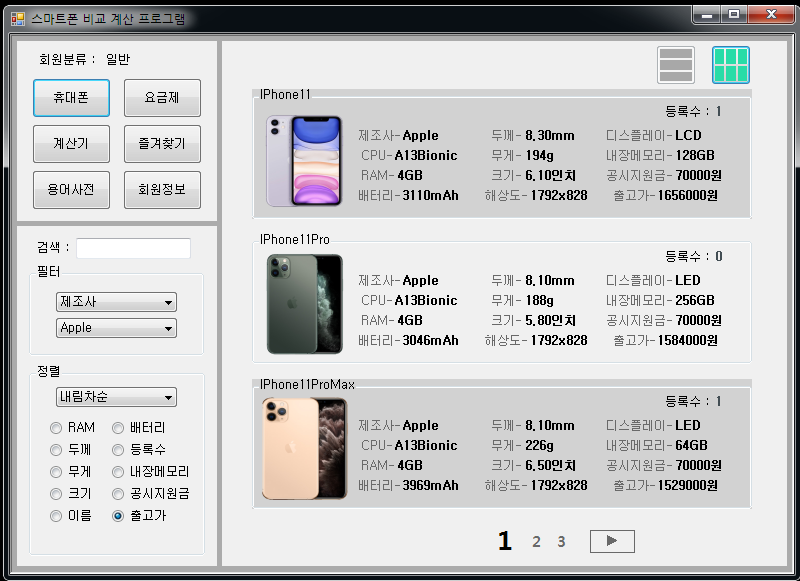 스마트폰 비교 계산 프로그램
회원분류 : 일반
휴대폰 요금제
계산기 즐겨찾기
용어사전 회원정보
검색 :
필터
제조사
Apple
정렬
내림차순
RAM 배터리
두께 등록수
무게 내장메모리
크기 공시지원금
이름 출고가
IPhone11
등록수 : 1
제조사- Apple 두께- 8.30mm 디스플레이- LCD
CPU- A13Bionic 무게- 194g 내장메모리- 128GB
RAM- 4GB 크기- 6.10인치 공시지원금- 70000원
배터리- 3110mAh 해상도- 1792x828 출고가- 1656000원
IPhone11Pro
등록수 : 0
제조사- Apple 두께- 8.10mm 디스플레이- LED
CPU- A13Bionic 무게- 188g 내장메모리- 256GB
RAM- 4GB 크기- 5.80인치 공시지원금- 70000원
배터리- 3046mAh 해상도- 1792x828 출고가- 1584000원
IPhone11ProMax
등록수 : 1
제조사- Apple 두께- 8.10mm 디스플레이- LED
CPU- A13Bionic 무게- 226g 내장메모리- 64GB
RAM- 4GB 크기- 6.50인치 공시지원금- 70000원
배터리- 3969mAh 해상도- 1792x828 출고가- 1529000원
1 2 3